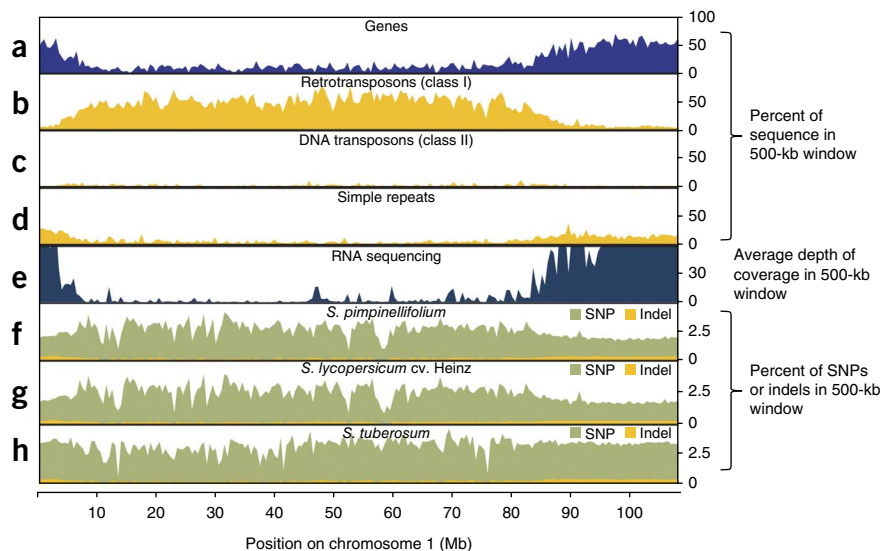 a
Genes
100
50
0
b
Retrotransposons (class I)
50
0
c
DNA transposons (class II)
50
0
d
Simple repeats
50
0
Percent of
sequence in
500-kb window
e
RNA sequencing
30
0
Average depth of
coverage in 500-kb
window
f
S. pimpinellifolium
SNP Indel
2.5
0
g
S. lycopersicum cv. Heinz
SNP Indel
2.5
0
h
S. tuberosum
SNP Indel
2.5
0
Percent of SNPs
or indels in 500-kb
window
10 20 30 40 50 60 70 80 90 100
Position on chromosome 1 (Mb)